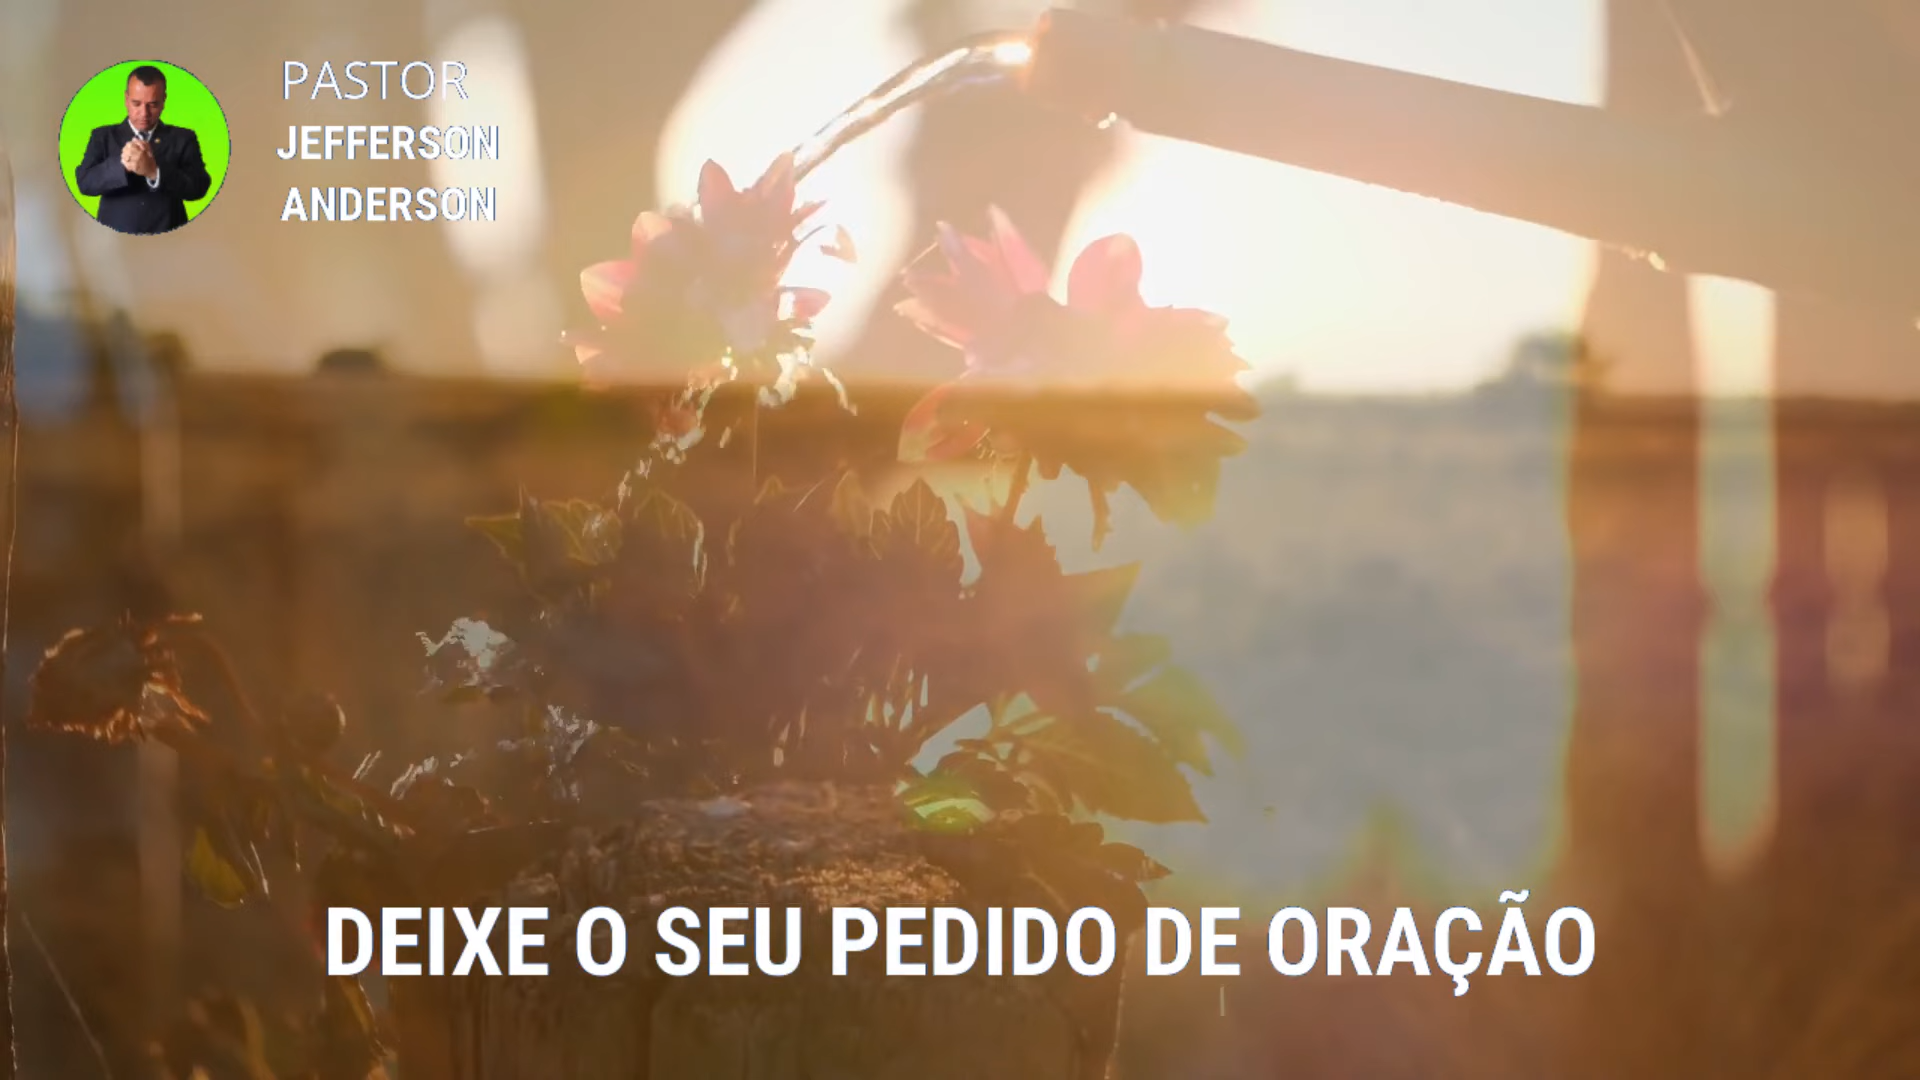 PASTOR
JEFFERSON
ANDERSON
DEIXE O SEU PEDIDO DE ORAÇÃO